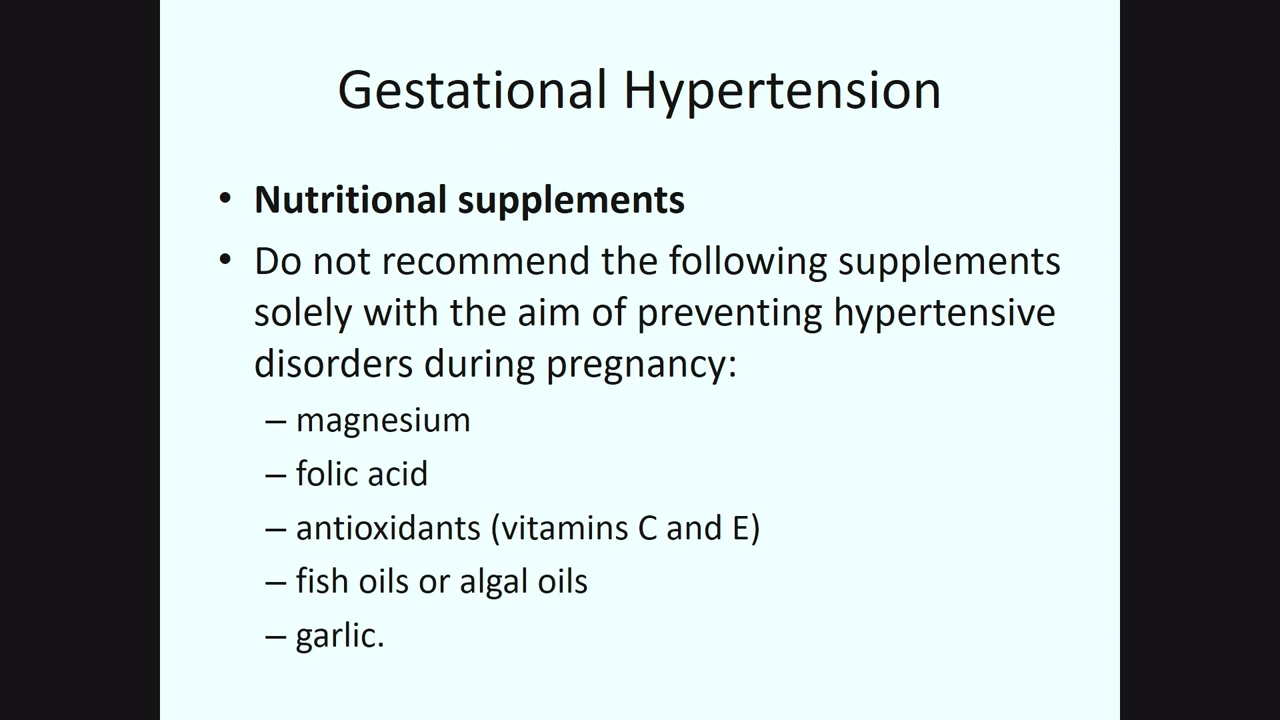 Gestational Hypertension
• Nutritional supplements
• Do not recommend the following supplements
solely with the aim of preventing hypertensive
disorders during pregnancy:
– magnesium
– folic acid
– antioxidants (vitamins C and E)
– fish oils or algal oils
– garlic.